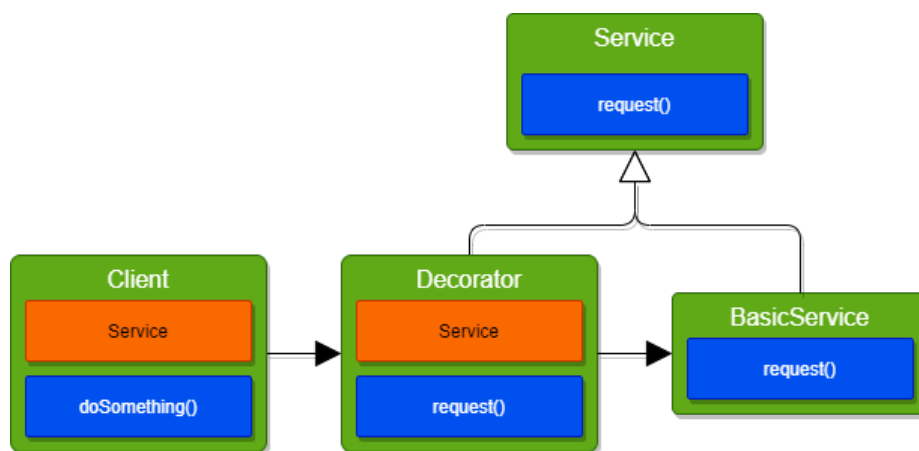 Service
request()
Client
Service
doSomething()
Decorator
Service
request()
BasicService
request()